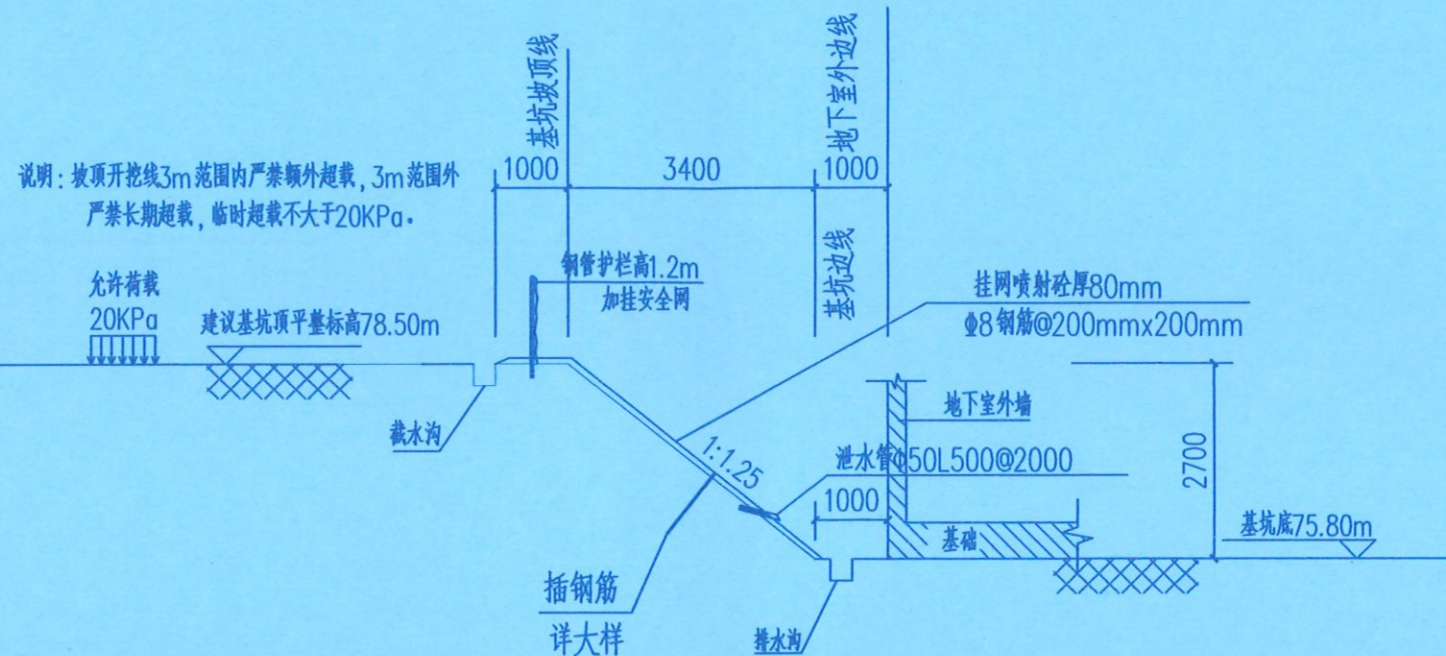 基坑坡顶线
地下室外边线
说明：坡顶开挖线3m范围内严禁额外超载，3m范围外
严禁长期超载，临时超载不大于20KPa。
1000
3400
1000
钢管护栏高1.2m
加挂安全网
基坑边线
挂网喷射砼厚80mm
Φ8钢筋@200mmx200mm
允许荷载
20KPa
建议基坑顶平整标高78.50m
截水沟
地下室外墙
1:1.25
泄水管Φ50L500@2000
1000
2700
基础
基坑底75.80m
插钢筋
详大样
排水沟